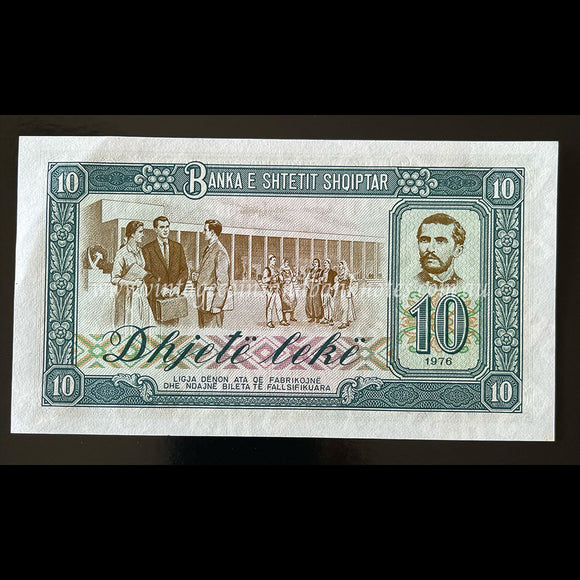 10 BANKA E SHTETIT SHQIPTAR 10
Dhjetë lekë
10
1976
LIGJA DËNON ATA QË FABRIKOJNË
DHE NDAJNË BILETA TË FALLSIFIKUARA
10 10